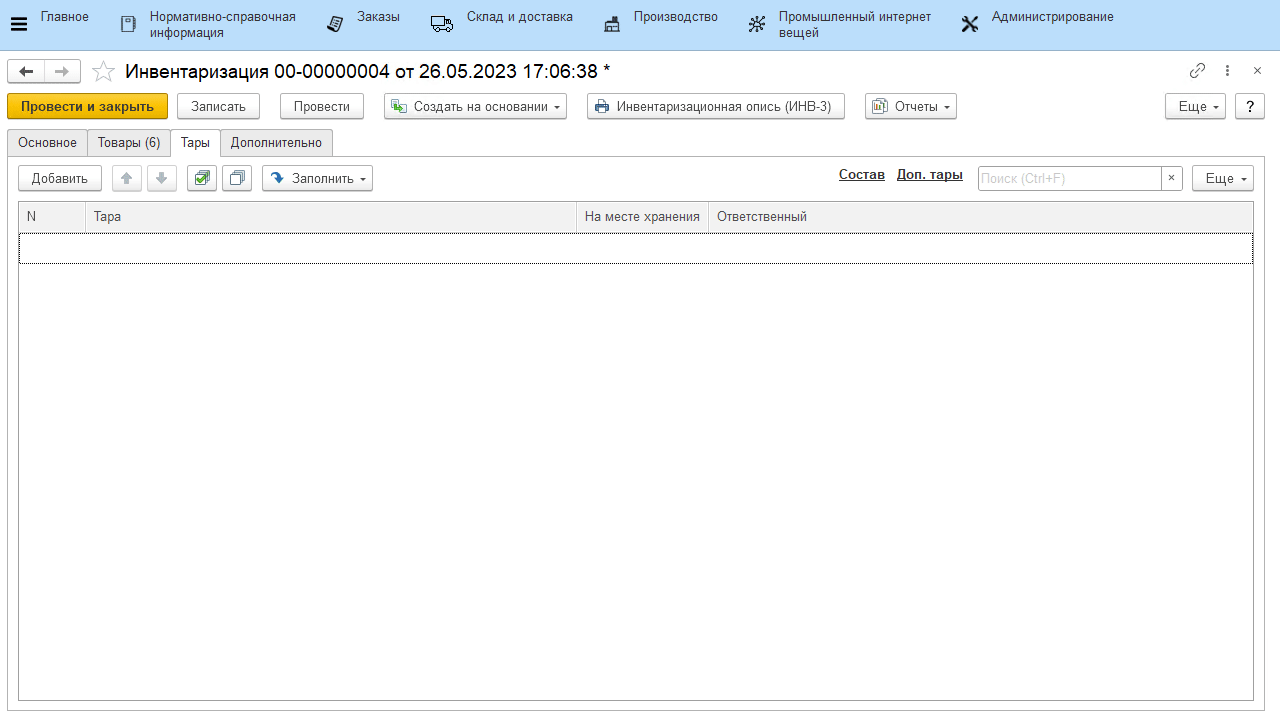 Главное
Нормативно-справочная
информация
Заказы
Склад и доставка
Производство
Промышленный интернет
вещей
Администрирование
Инвентаризация 00-00000004 от 26.05.2023 17:06:38 *
Провести и закрыть
Записать
Провести
Создать на основании
Инвентаризационная опись (ИНВ-3)
Отчеты
Еще
?
Основное
Товары (6)
Тары
Дополнительно
Добавить
Заполнить
Состав
Доп. тары
Поиск (Ctrl+F)
×
Еще
N
Тара
На месте хранения
Ответственный